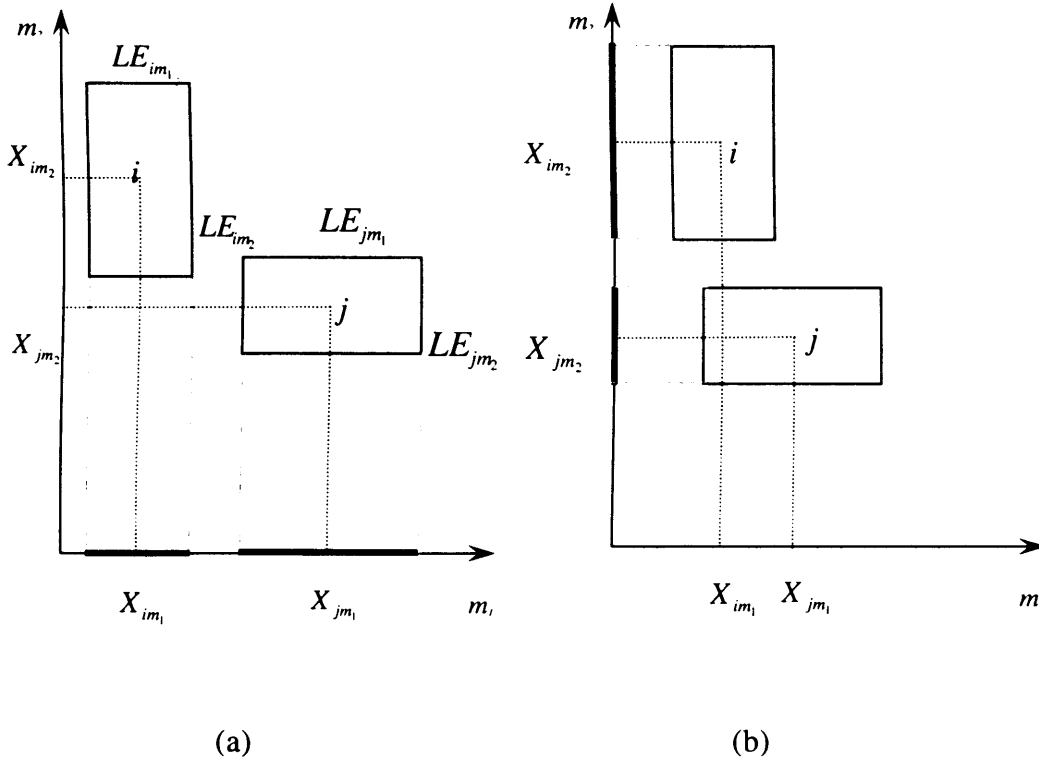 m,
LE_{im_1}
X_{im_2}
i
LE_{im_2}
LE_{jm_1}
X_{jm_2}
j
LE_{jm_2}
X_{im_1}
X_{jm_1}
m,
(a)
m,
X_{im_2}
i
X_{jm_2}
j
X_{im_1}
X_{jm_1}
m
(b)